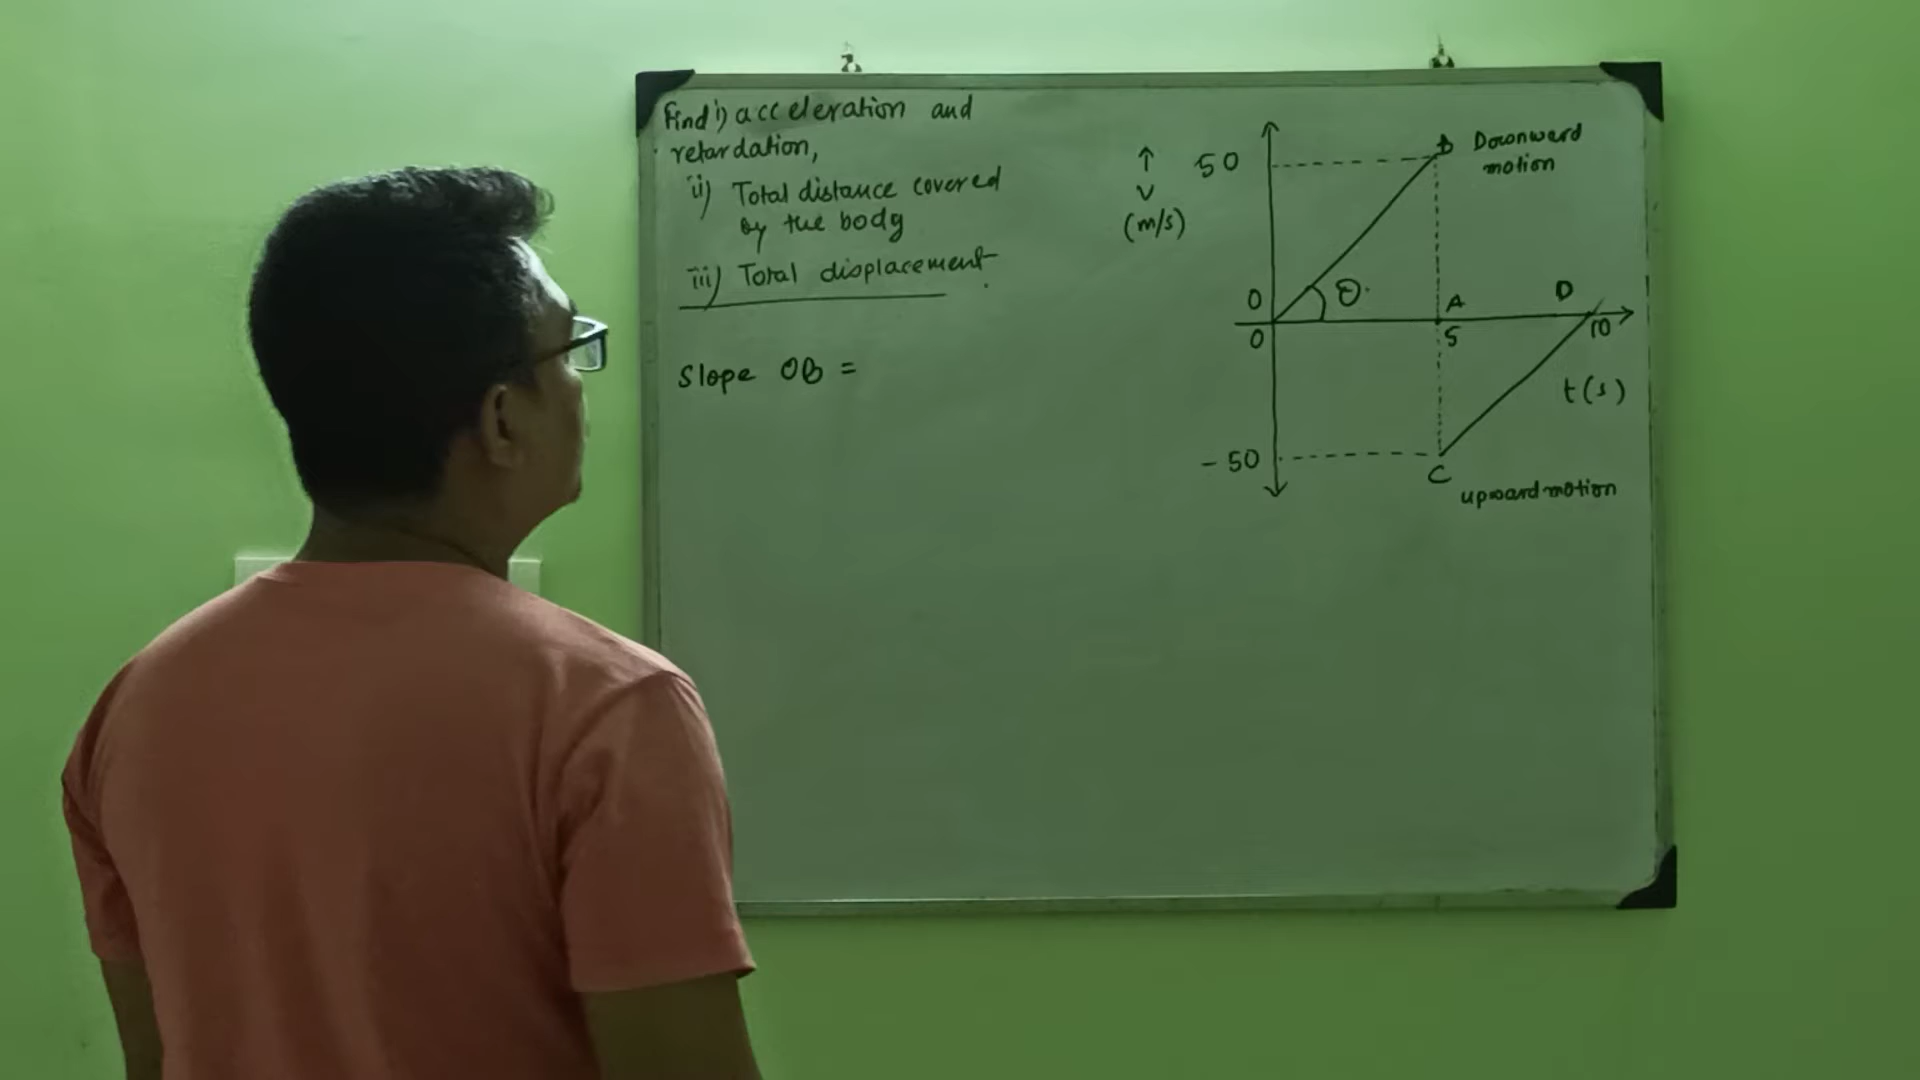 Find i) acceleration and
retardation,
ii) Total distance covered
by the body
iii) Total displacement
Slope OB =
↑
V
(m/s)
50
B
Downward
motion
O
θ
A
D
0
5
10
t(s)
- 50
C
upward motion